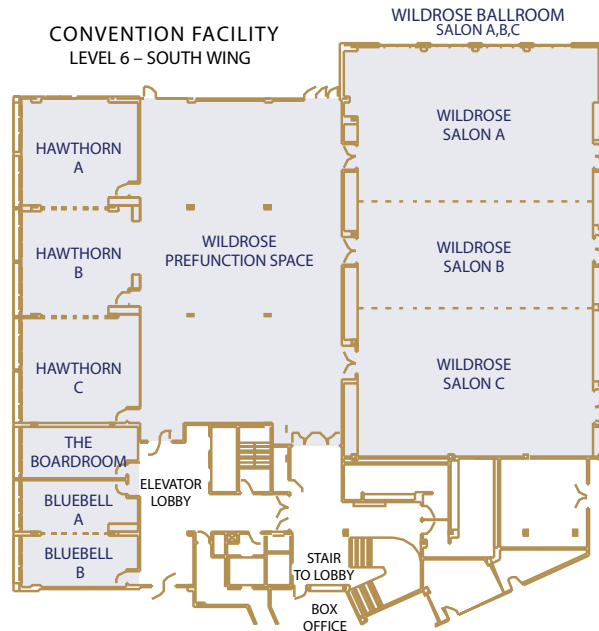 CONVENTION FACILITY
LEVEL 6 – SOUTH WING
WILDROSE BALLROOM
SALON A,B,C
HAWTHORN
A
HAWTHORN
B
HAWTHORN
C
WILDROSE
PREFUNCTION SPACE
WILDROSE
SALON A
WILDROSE
SALON B
WILDROSE
SALON C
THE
BOARDROOM
BLUEBELL
A
BLUEBELL
B
ELEVATOR
LOBBY
STAIR
TO LOBBY
BOX
OFFICE